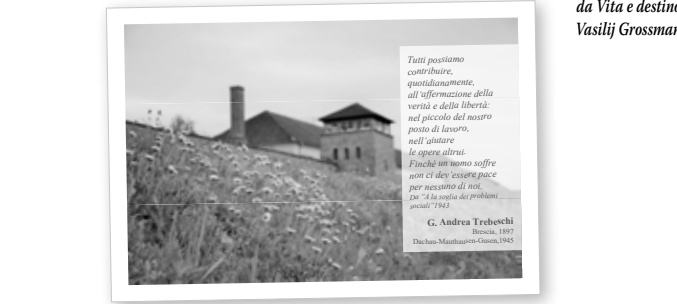 da Vita e destino
Vasilij Grossman
Tutti possiamo
contribuire,
quotidianamente,
all'affermazione della
verità e della libertà:
nel piccolo del nostro
posto di lavoro,
nell'aiutare
le opere altrui.
Finchè un uomo soffre
non ci dev'essere pace
per nessuno di noi.
Da "A la soglia dei problemi
sociali"1943
G. Andrea Trebeschi
Brescia, 1897
Dachau-Mauthausen-Gusen,1945